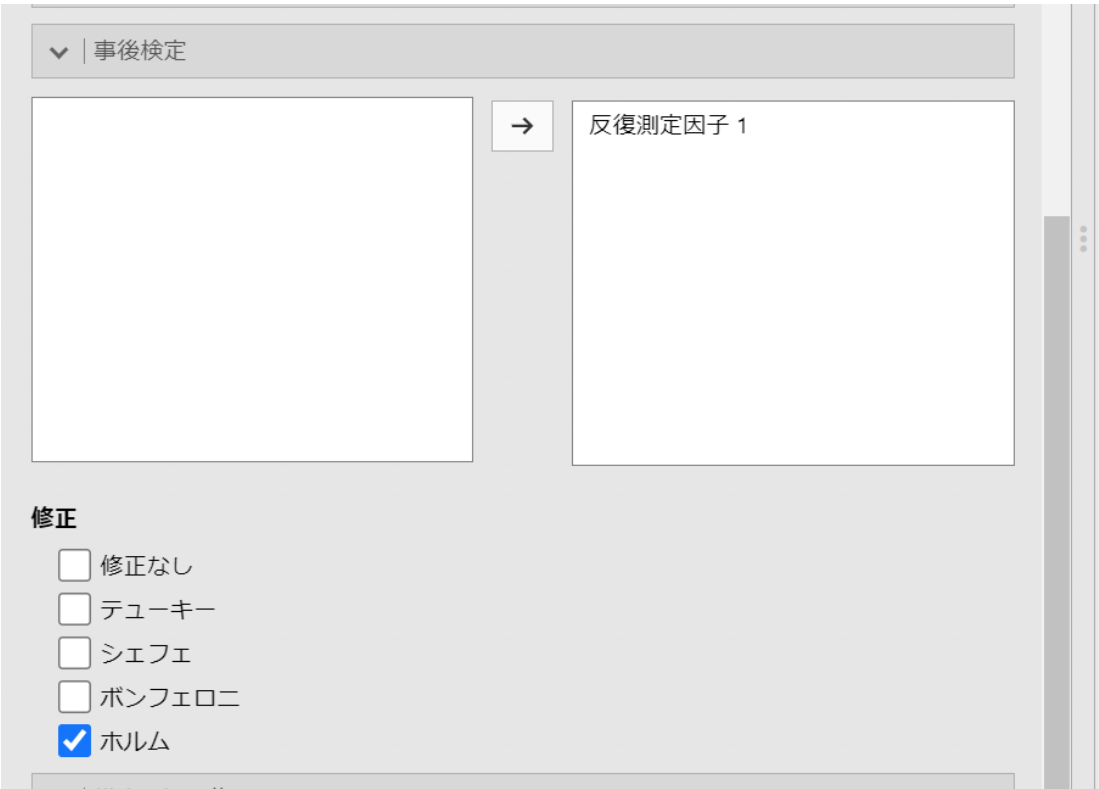 事後検定
反復測定因子 1
修正
修正なし
テューキー
シェフェ
ボンフェロニ
ホルム